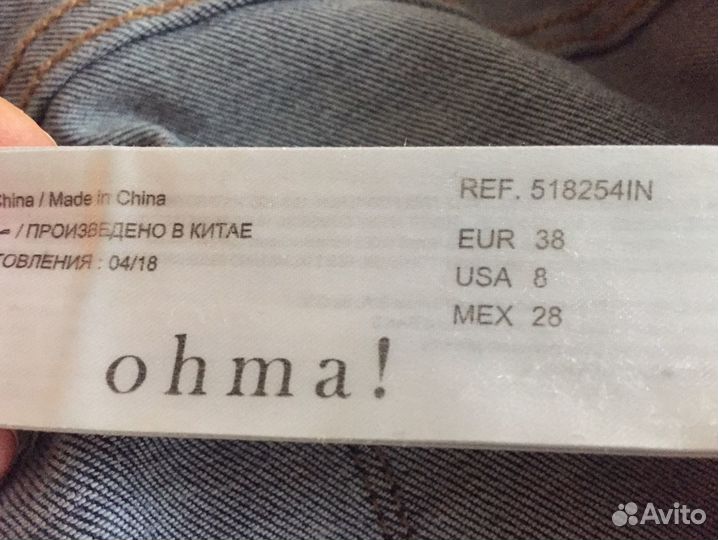 China / Made in China
/ ПРОИЗВЕДЕНО В КИТАЕ
ТОВЛЕНИЯ : 04/18
REF. 518254IN
EUR 38
USA 8
MEX 28
ohma!
Avito